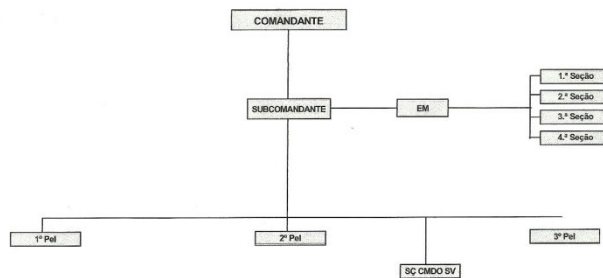 COMANDANTE
SUBCOMANDANTE
EM
1.ª Seção
2.ª Seção
3.ª Seção
4.ª Seção
1º Pel
2º Pel
3º Pel
SÇ CMDO SV